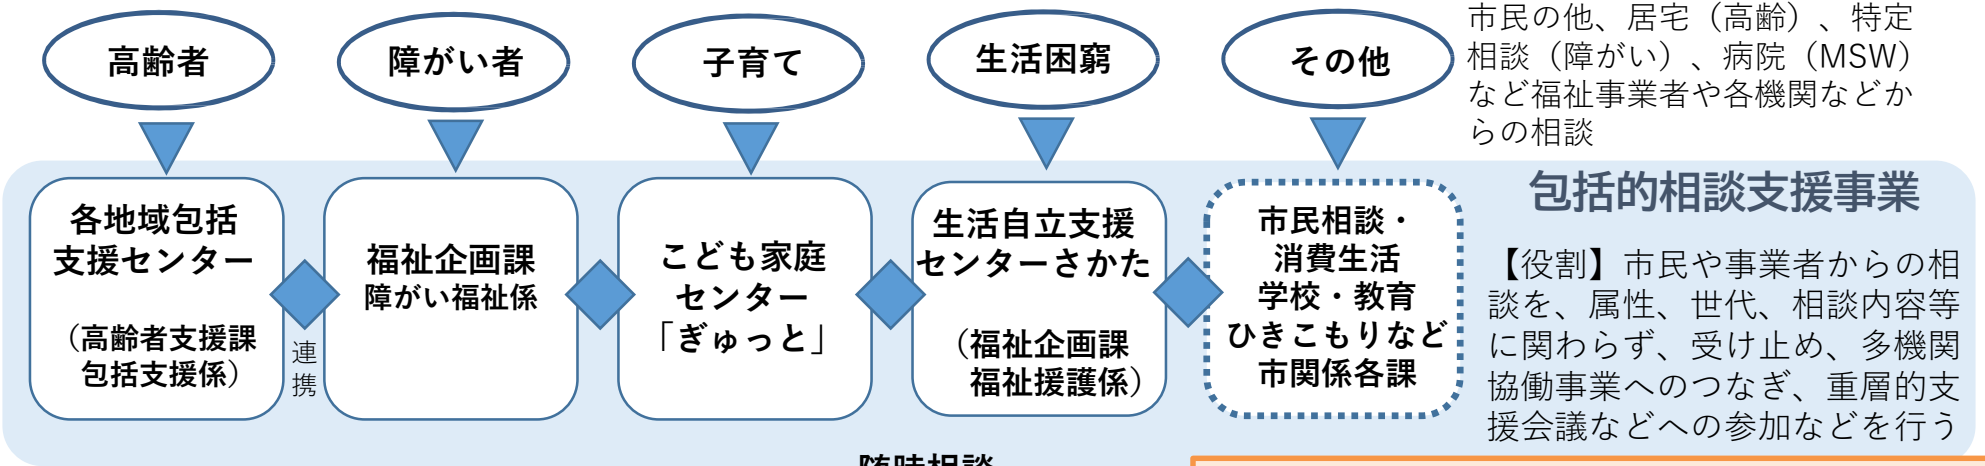 高齢者
障がい者
子育て
生活困窮
その他
市民の他、居宅（高齢）、特定
相談（障がい）、病院（MSW）
など福祉事業者や各機関などか
らの相談
各地域包括
支援センター
（高齢者支援課
包括支援係）
連
携
福祉企画課
障がい福祉係
こども家庭
センター
「ぎゅっと」
生活自立支援
センターさかた
（福祉企画課
福祉援護係）
市民相談・
消費生活
学校・教育
ひきこもりなど
市関係各課
包括的相談支援事業
【役割】市民や事業者からの相
談を、属性、世代、相談内容等
に関わらず、受け止め、多機関
協働事業へのつなぎ、重層的支
援会議などへの参加などを行う
随時相談